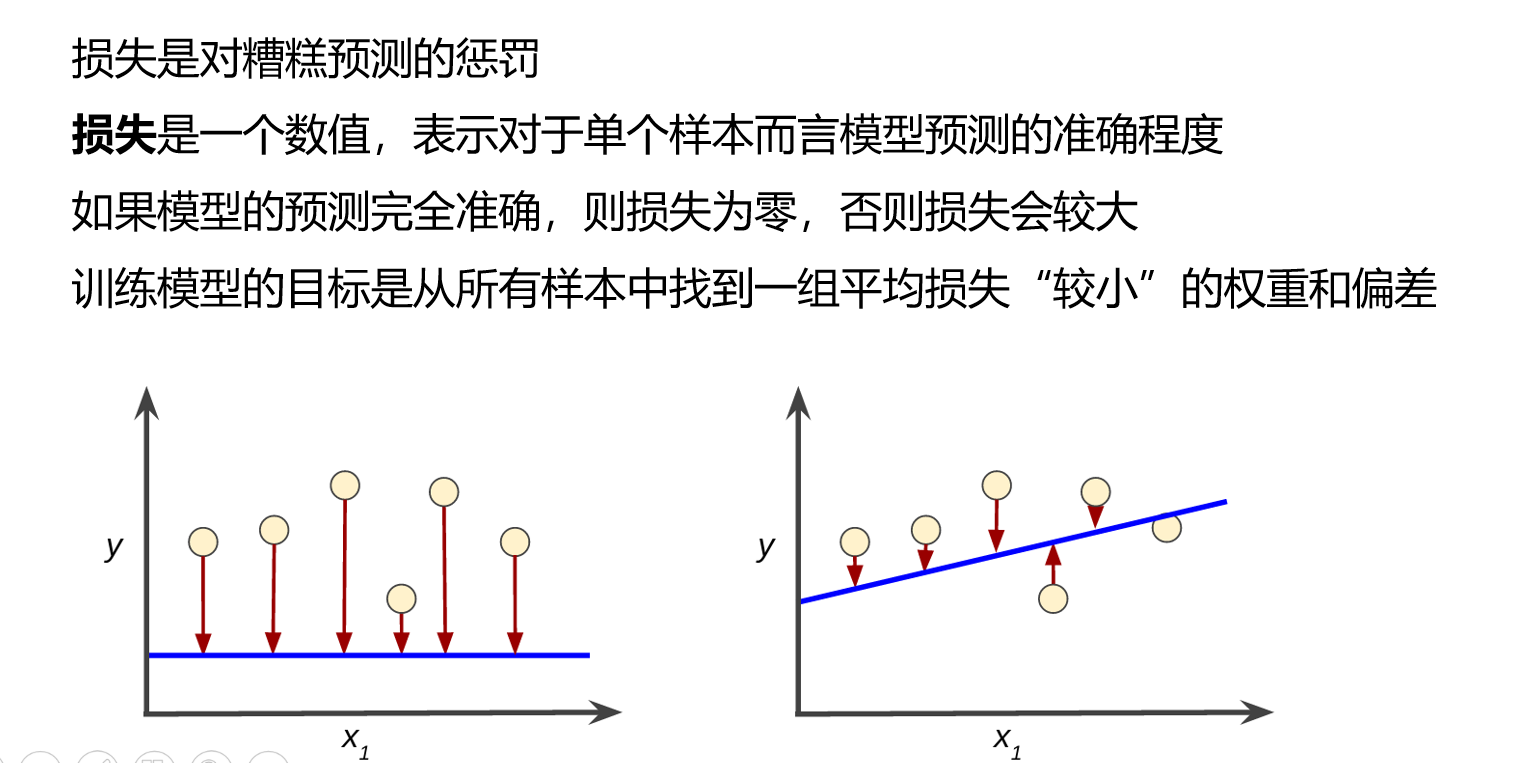 损失是对糟糕预测的惩罚
损失是一个数值，表示对于单个样本而言模型预测的准确程度
如果模型的预测完全准确，则损失为零，否则损失会较大
训练模型的目标是从所有样本中找到一组平均损失“较小”的权重和偏差
y
x₁
y
x₁